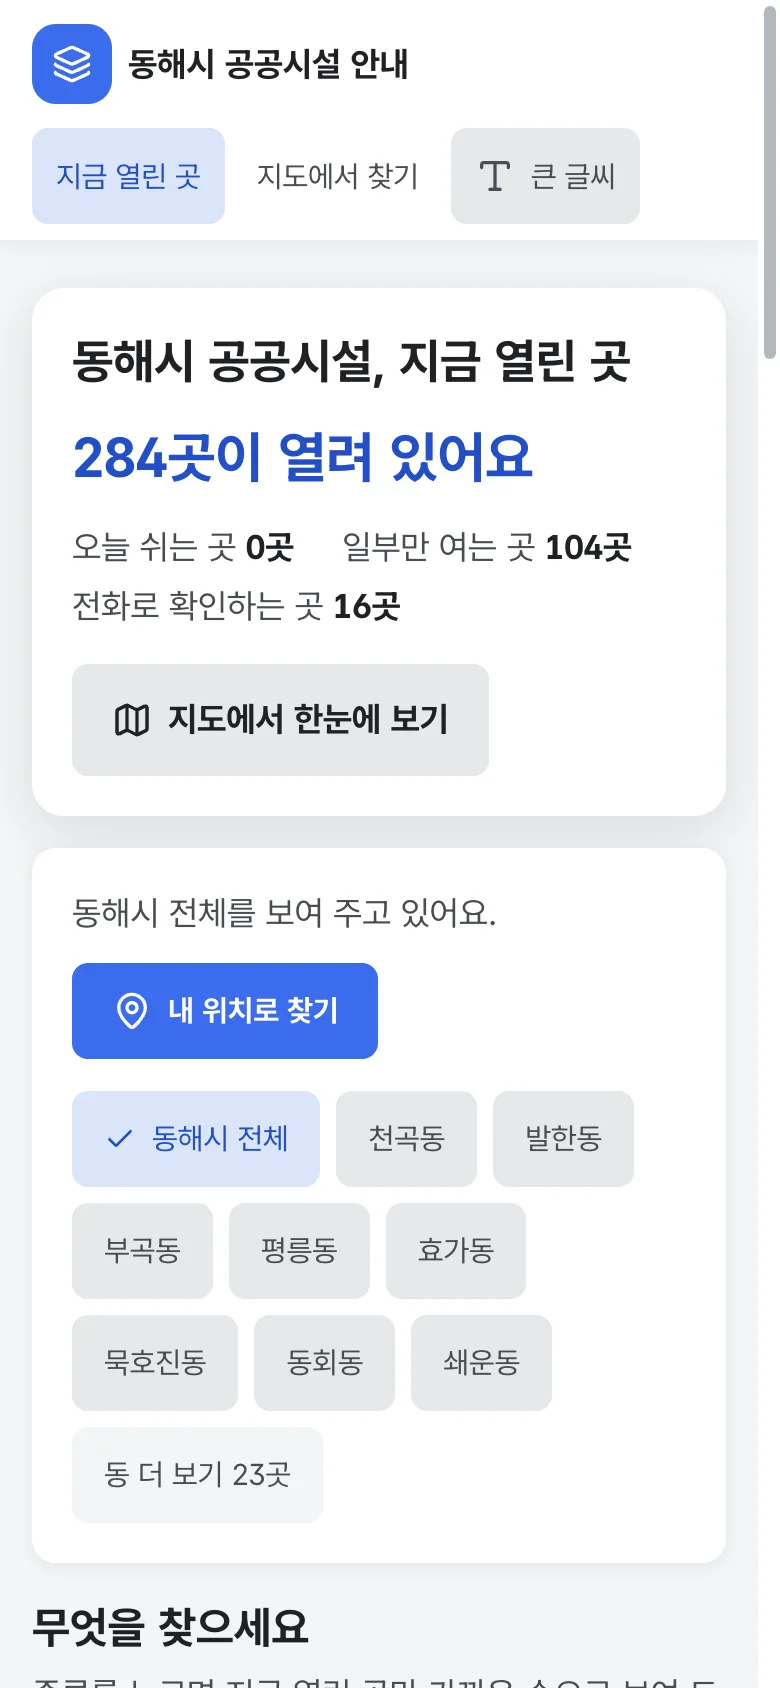 동해시 공공시설 안내
지금 열린 곳 지도에서 찾기 큰 글씨
동해시 공공시설, 지금 열린 곳
284곳이 열려 있어요
오늘 쉬는 곳 0곳 일부만 여는 곳 104곳
전화로 확인하는 곳 16곳
지도에서 한눈에 보기
동해시 전체를 보여 주고 있어요.
내 위치로 찾기
동해시 전체 천곡동 발한동
부곡동 평릉동 효가동
묵호진동 동회동 쇄운동
동 더 보기 23곳
무엇을 찾으세요